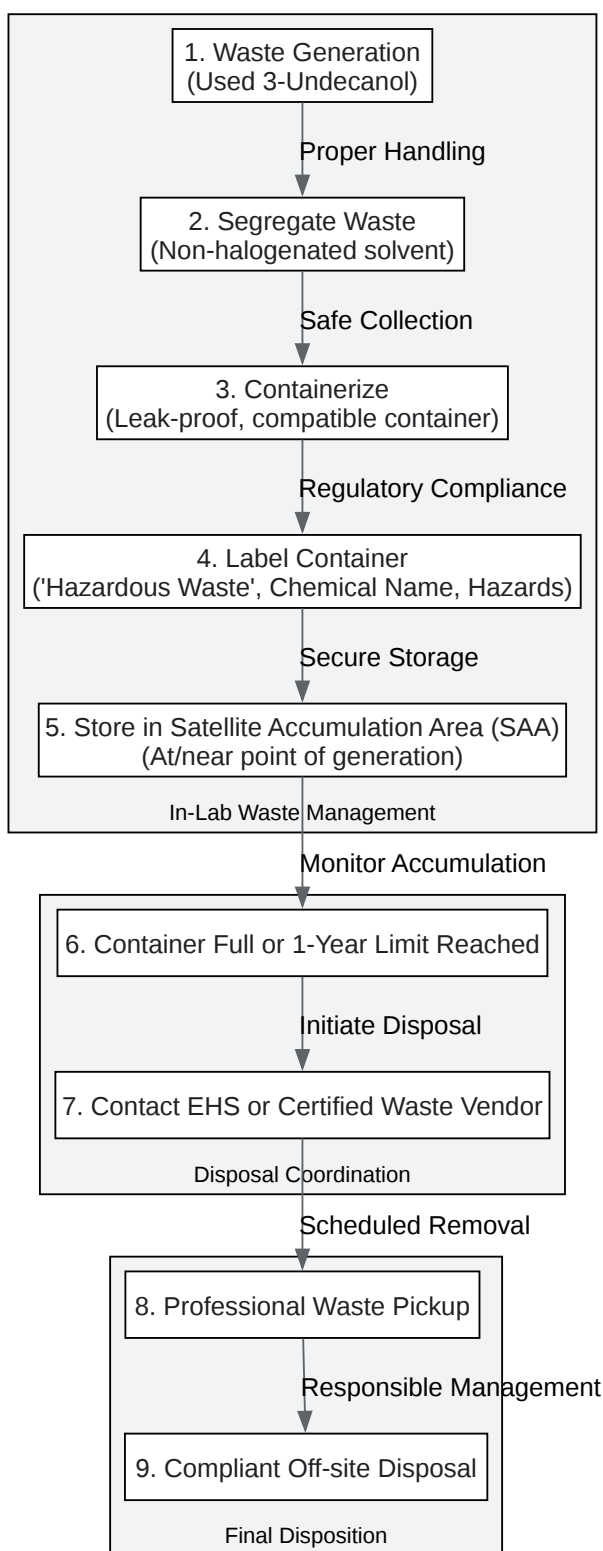 1. Waste Generation
(Used 3-Undecanol)
Proper Handling
2. Segregate Waste
(Non-halogenated solvent)
Safe Collection
3. Containerize
(Leak-proof, compatible container)
Regulatory Compliance
4. Label Container
('Hazardous Waste', Chemical Name, Hazards)
Secure Storage
5. Store in Satellite Accumulation Area (SAA)
(At/near point of generation)
In-Lab Waste Management
Monitor Accumulation
6. Container Full or 1-Year Limit Reached
Initiate Disposal
7. Contact EHS or Certified Waste Vendor
Disposal Coordination
Scheduled Removal
8. Professional Waste Pickup
Responsible Management
9. Compliant Off-site Disposal
Final Disposition